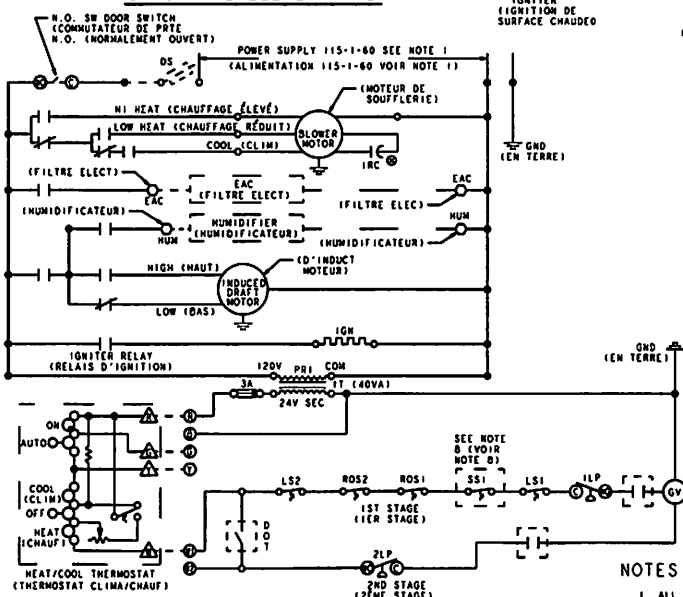 IGNITER
(IGNITION DE
SURFACE CHAUDE)
N.O. SW DOOR SWITCH
(COMMUTATEUR DE PRTE
N.O. (NORMALEMENT OUVERT)
DS
POWER SUPPLY 115-1-60 SEE NOTE 1
(ALIMENTATION 115-1-60 VOIR NOTE 1)
C
(MOTEUR DE
SOUFFLERIE)
HI HEAT (CHAUFFAGE ÉLEVÉ)
LOW HEAT (CHAUFFAGE RÉDUIT)
COOL (CLIM)
BLOWER
MOTOR
1RC
GND
(EN TERRE)
(FILTRE ELECT)
EAC
EAC
(FILTRE ELECT)
(FILTRE ELEC)
EAC
(HUMIDIFICATEUR)
HUM
HUMIDIFIER
(HUMIDIFICATEUR)
(HUMIDIFICATEUR)
HUM
(D'INDUCT
MOTEUR)
HIGH (HAUT)
INDUCED
DRAFT
MOTOR
LOW (BAS)
IGN
IGNITER RELAY
(RELAIS D'IGNITION)
120V PRI COM
1T (40VA)
24V SEC
3A
GND
(EN TERRE)
ON
AUTO
COOL
(CLIM)
OFF
HEAT
(CHAUF)
R R
G G
Y Y
HEAT/COOL THERMOSTAT
(THERMOSTAT CLIMA/CHAUF)
DOT
LS2
ROS2
ROS1
1ST STAGE
(1ER STAGE)
SEE NOTE
8 (VOIR
NOTE 8)
SS1
LS1
1LP
C
GV
2LP
C
2ND STAGE
(2ÈME STAGE)
NOTES